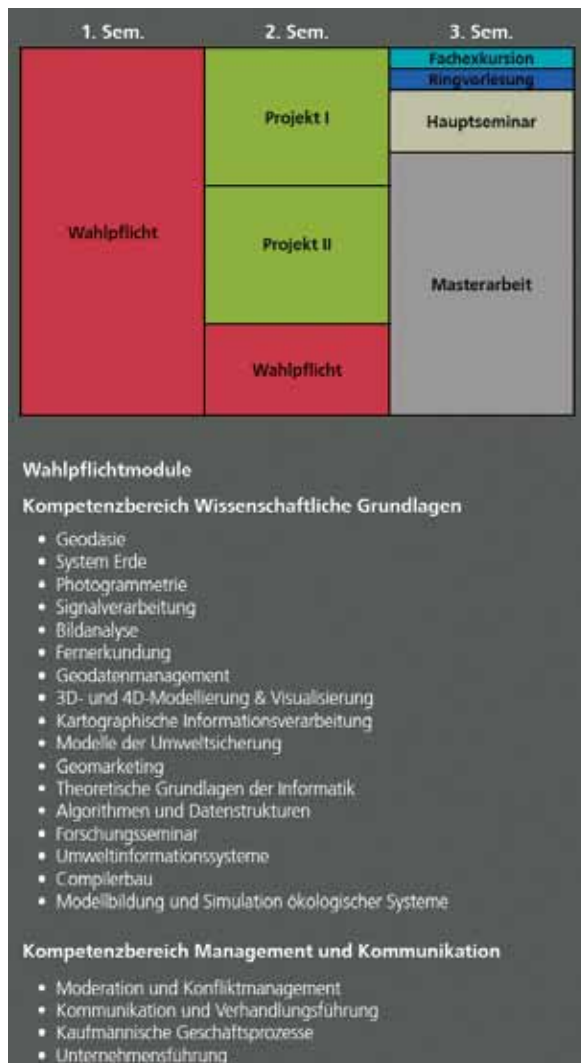 1. Sem. 2. Sem. 3. Sem.
Fachexkursion
Ringvorlesung
Projekt I
Hauptseminar
Wahlpflicht
Projekt II
Masterarbeit
Wahlpflicht
Wahlpflichtmodule
Kompetenzbereich Wissenschaftliche Grundlagen
• Geodäsie
• System Erde
• Photogrammetrie
• Signalverarbeitung
• Bildanalyse
• Fernerkundung
• Geodatenmanagement
• 3D- und 4D-Modellierung & Visualisierung
• Kartographische Informationsverarbeitung
• Modelle der Umweltsicherung
• Geomarketing
• Theoretische Grundlagen der Informatik
• Algorithmen und Datenstrukturen
• Forschungsseminar
• Umweltinformationssysteme
• Compilerbau
• Modellbildung und Simulation ökologischer Systeme
Kompetenzbereich Management und Kommunikation
• Moderation und Konfliktmanagement
• Kommunikation und Verhandlungsführung
• Kaufmännische Geschäftsprozesse
• Unternehmensführung